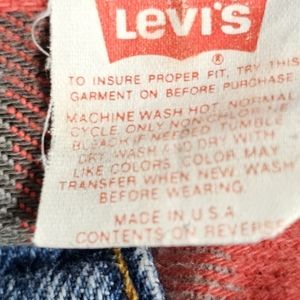 LEVI'S
®
TO INSURE PROPER FIT, TRY THIS
GARMENT ON BEFORE PURCHASE
MACHINE WASH HOT, NORMAL
CYCLE, ONLY NON-CHLORINE
BLEACH IF NEEDED. TUMBLE
DRY. WASH AND DRY WITH
LIKE COLORS. COLOR MAY
TRANSFER WHEN NEW. WASH
BEFORE WEARING.
MADE IN U.S.A.
CONTENTS ON REVERSE